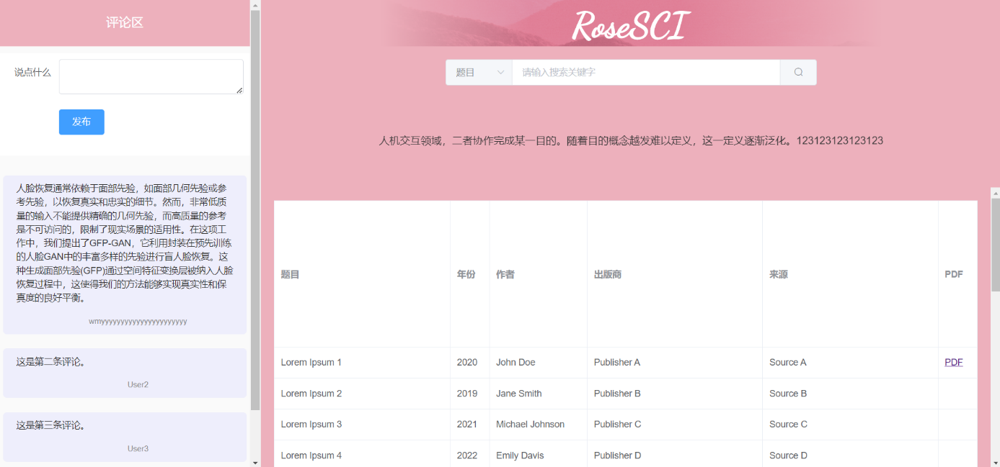 评论区
说点什么
发布
人脸恢复通常依赖于面部先验，如面部几何先验或参
考先验，以恢复真实和忠实的细节。然而，非常低质
量的输入不能提供精确的几何先验，而高质量的参考
是不可访问的，限制了现实场景的适用性。在这项工
作中，我们提出了GFP-GAN，它利用封装在预先训练
的人脸GAN中的丰富多样的先验进行盲人脸恢复。这
种生成面部先验(GFP)通过空间特征变换层被纳入人脸
恢复过程中，这使得我们的方法能够实现真实性和保
真度的良好平衡。
这是第二条评论。
User2
这是第三条评论。
User3
RoseSCI
题目 请输入搜索关键字
人机交互领域，二者协作完成某一目的。随着目的概念越发难以定义，这一定义逐渐泛化。123123123123123
题目 年份 作者 出版商 来源 PDF
Lorem Ipsum 1 2020 John Doe Publisher A Source A PDF
Lorem Ipsum 2 2019 Jane Smith Publisher B Source B
Lorem Ipsum 3 2021 Michael Johnson Publisher C Source C
Lorem Ipsum 4 2022 Emily Davis Publisher D Source D